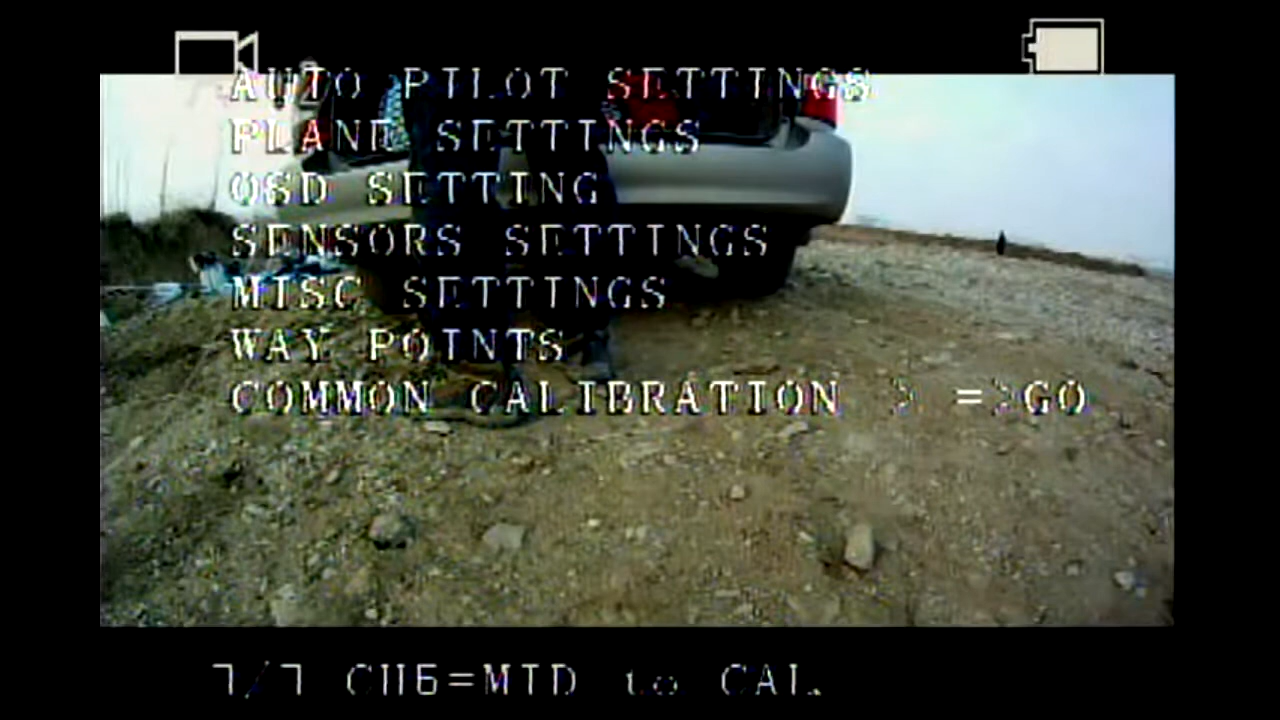 AUTO PILOT SETTINGS
PLANE SETTINGS
OSD SETTING
SENSORS SETTINGS
MISC SETTINGS
WAY POINTS
COMMON CALIBRATION > =>GO
7/7 CH6=MID to CAL.